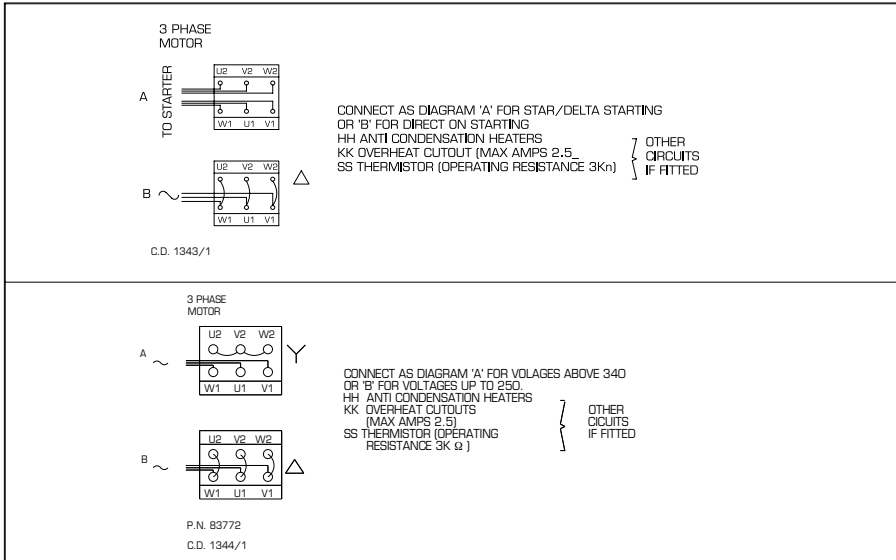 3 PHASE
MOTOR
A
TO STARTER
U2 V2 W2
W1 U1 V1
B
U2 V2 W2
W1 U1 V1
C.D. 1343/1
CONNECT AS DIAGRAM 'A' FOR STAR/DELTA STARTING
OR 'B' FOR DIRECT ON STARTING
HH ANTI CONDENSATION HEATERS
KK OVERHEAT CUTOUT (MAX AMPS 2.5_
SS THERMISTOR (OPERATING RESISTANCE 3Kn)
OTHER
CIRCUITS
IF FITTED
3 PHASE
MOTOR
A
U2 V2 W2
W1 U1 V1
B
U2 V2 W2
W1 U1 V1
P.N. 83772
C.D. 1344/1
CONNECT AS DIAGRAM 'A' FOR VOLAGES ABOVE 340
OR 'B' FOR VOLTAGES UP TO 250.
HH ANTI CONDENSATION HEATERS
KK OVERHEAT CUTOUTS
(MAX AMPS 2.5)
SS THERMISTOR (OPERATING
RESISTANCE 3K Ω )
OTHER
CICUITS
IF FITTED